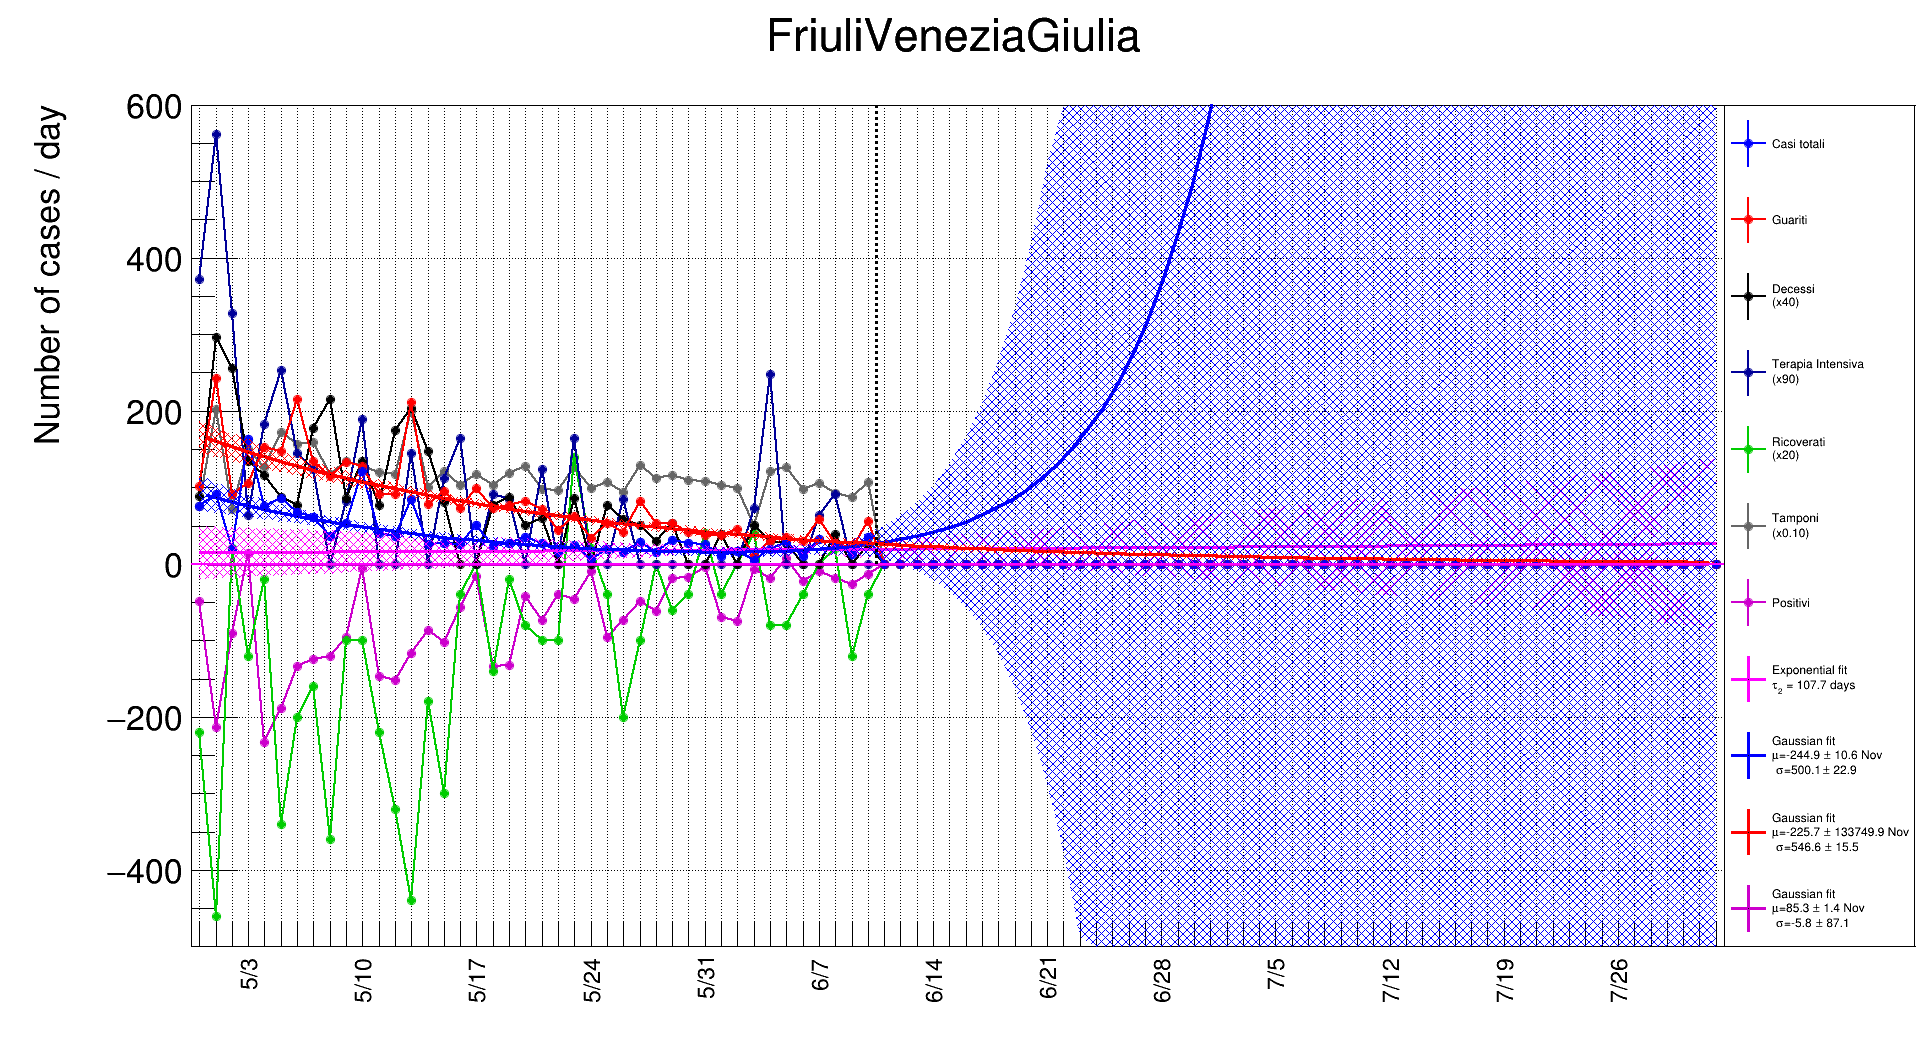 FriuliVeneziaGiulia
Number of cases / day
600
400
200
0
−200
−400
5/3
5/10
5/17
5/24
5/31
6/7
6/14
6/21
6/28
7/5
7/12
7/19
7/26
Casi totali
Guariti
Decessi
(x40)
Terapia Intensiva
(x90)
Ricoverati
(x20)
Tamponi
(x0.10)
Positivi
Exponential fit
τ2 = 107.7 days
Gaussian fit
μ=-244.9 ± 10.6 Nov
σ=500.1 ± 22.9
Gaussian fit
μ=-225.7 ± 133749.9 Nov
σ=546.6 ± 15.5
Gaussian fit
μ=85.3 ± 1.4 Nov
σ=-5.8 ± 87.1